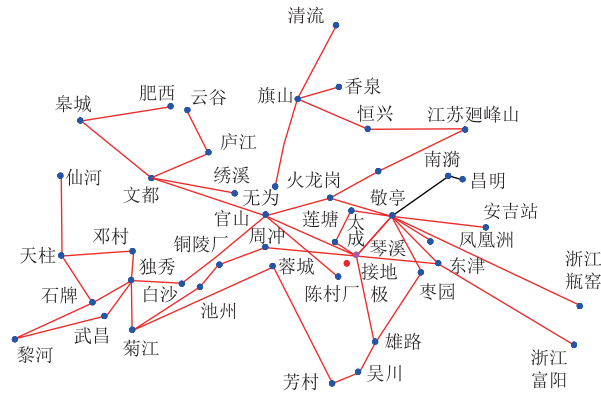 清流
肥西
云谷
旗山
香泉
皋城
恒兴
江苏廻峰山
庐江
南漪
昌明
仙河
文都
绣溪
无为
火龙岗
敬亭
官山
莲塘
太成
安吉站
邓村
铜陵厂
周冲
琴溪
凤凰洲
天柱
独秀
蓉城
接地极
东津
浙江
瓶窑
石牌
白沙
池州
陈村厂
枣园
武昌
菊江
雄路
黎河
芳村
吴川
浙江
富阳